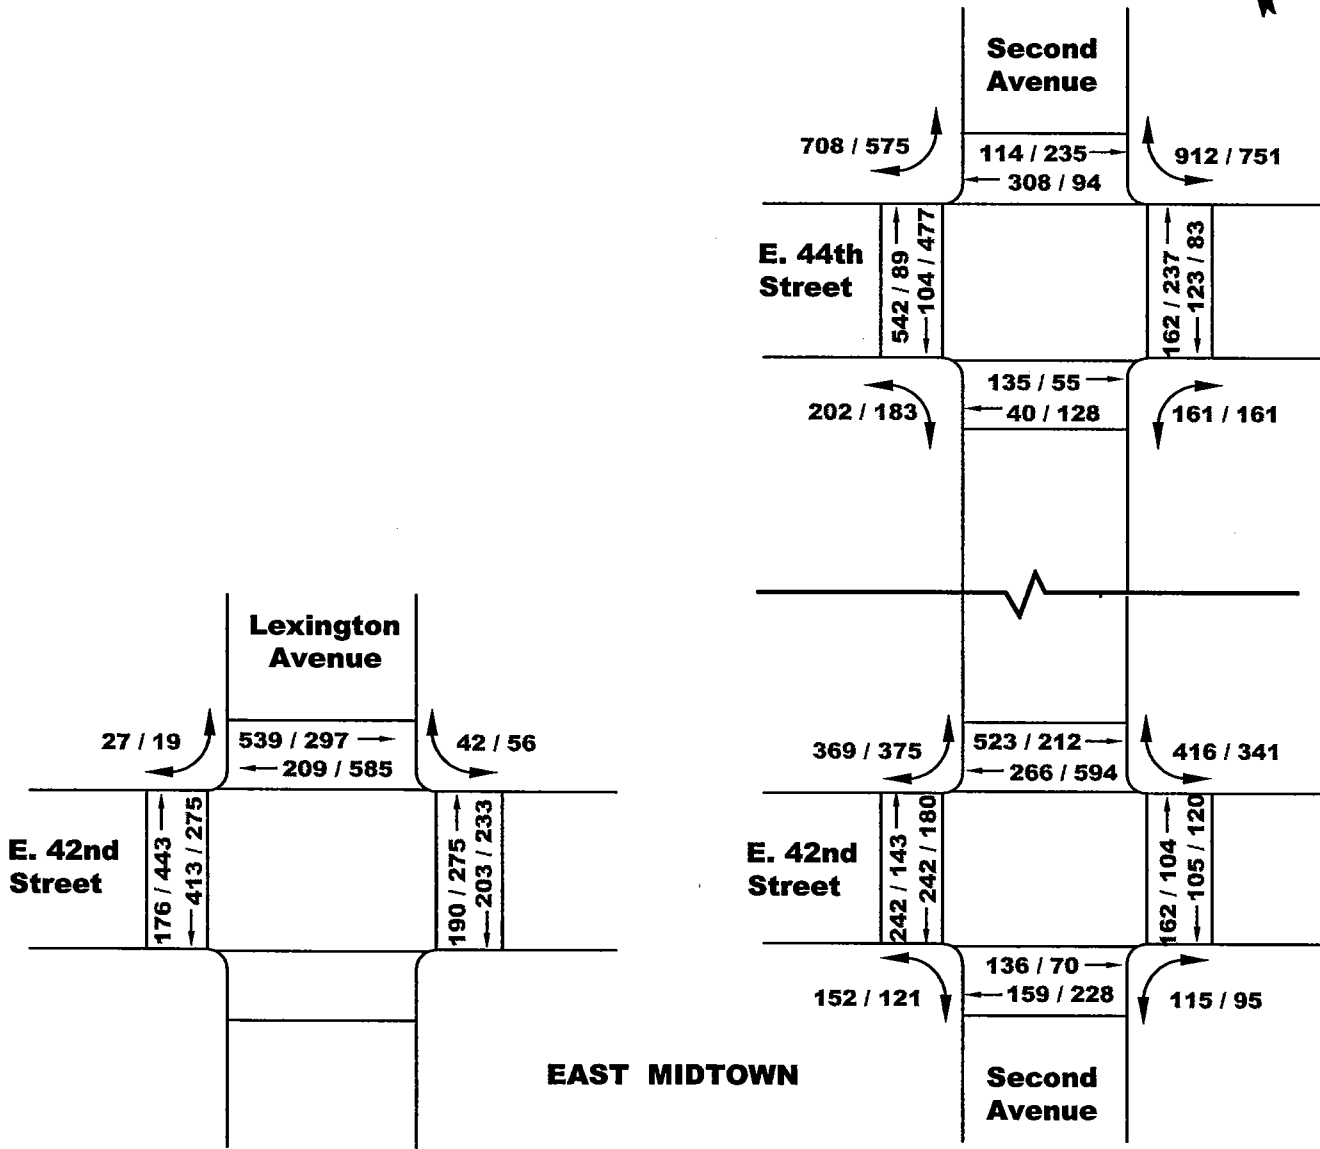 Second
Avenue
708 / 575
114 / 235
912 / 751
308 / 94
E. 44th
Street
542 / 89
104 / 477
162 / 237
123 / 83
135 / 55
202 / 183
40 / 128
161 / 161
Lexington
Avenue
27 / 19
539 / 297
42 / 56
209 / 585
E. 42nd
Street
176 / 443
413 / 275
190 / 275
203 / 233
369 / 375
523 / 212
416 / 341
266 / 594
E. 42nd
Street
242 / 143
242 / 180
162 / 104
105 / 120
136 / 70
152 / 121
159 / 228
115 / 95
EAST MIDTOWN
Second
Avenue